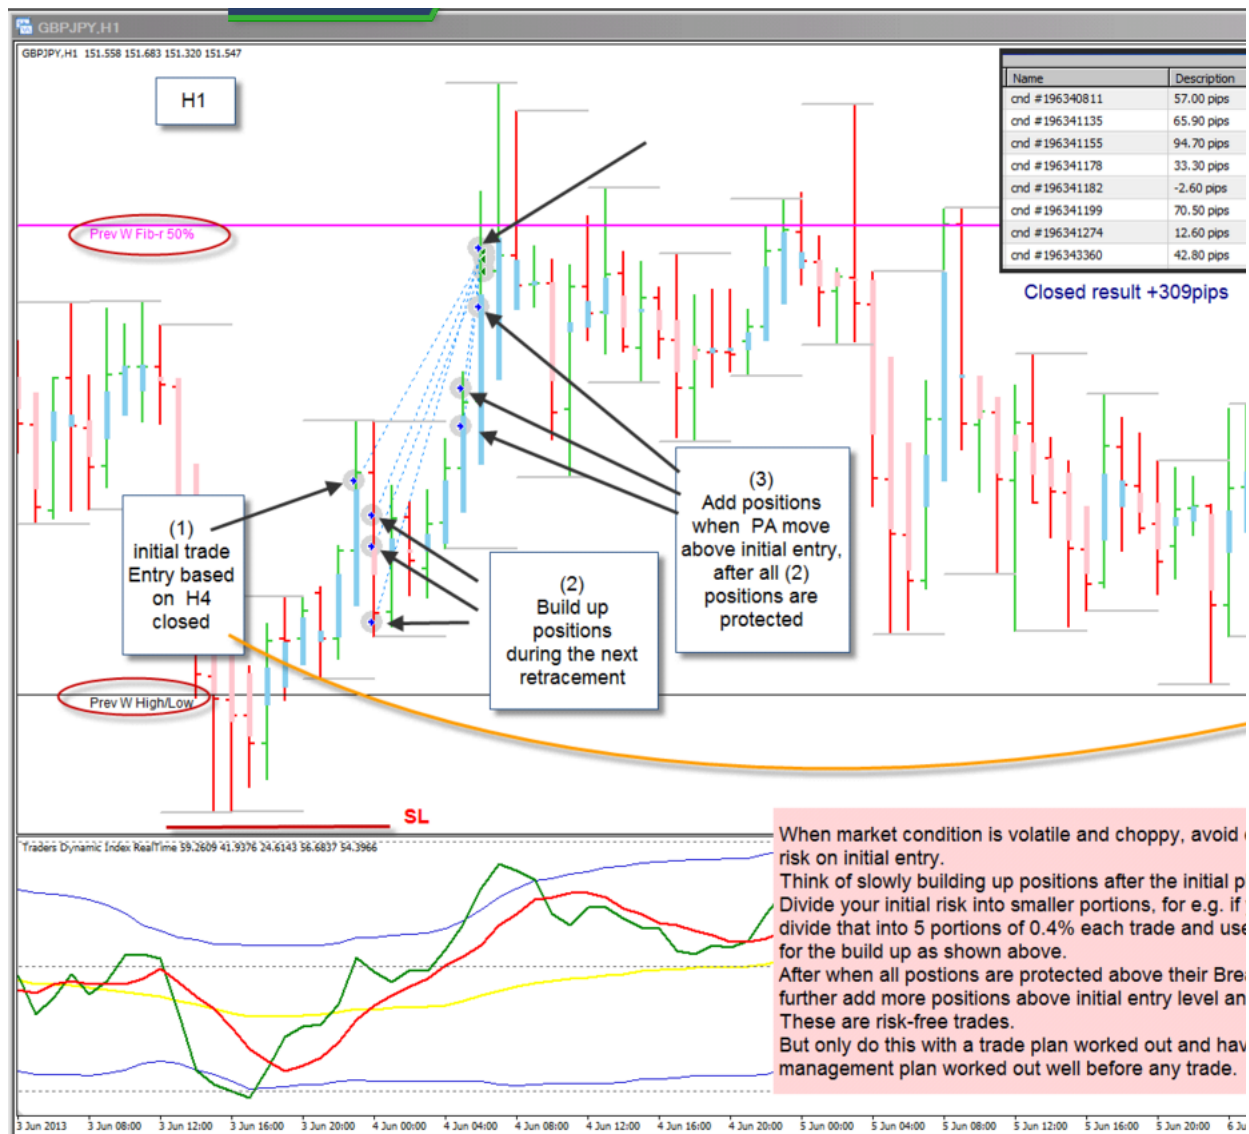 GBPJPY,H1
GBPJPY,H1 151.558 151.683 151.320 151.547
H1
Name Description
cnd #196340811 57.00 pips
cnd #196341135 65.90 pips
cnd #196341155 94.70 pips
cnd #196341178 33.30 pips
cnd #196341182 -2.60 pips
cnd #196341199 70.50 pips
cnd #196341274 12.60 pips
cnd #196343360 42.80 pips
Closed result +309pips
Prev W Fib-r 50%
(1)
initial trade
Entry based
on H4
closed
(2)
Build up
positions
during the next
retracement
(3)
Add positions
when PA move
above initial entry,
after all (2)
positions are
protected
Prev W High/Low
SL
Traders Dynamic Index RealTime 59.2609 41.9376 24.6143 56.6837 54.3966
When market condition is volatile and choppy, avoid
risk on initial entry.
Think of slowly building up positions after the initial
Divide your initial risk into smaller portions, for e.g. if
divide that into 5 portions of 0.4% each trade and use
for the build up as shown above.
After when all postions are protected above their
further add more positions above initial entry level
These are risk-free trades.
But only do this with a trade plan worked out and
management plan worked out well before any trade.
3 Jun 2013 3 Jun 08:00 3 Jun 12:00 3 Jun 16:00 3 Jun 20:00 4 Jun 00:00 4 Jun 04:00 4 Jun 08:00 4 Jun 12:00 4 Jun 16:00 4 Jun 20:00 5 Jun 00:00 5 Jun 04:00 5 Jun 08:00 5 Jun 12:00 5 Jun 16:00 5 Jun 20:00 6